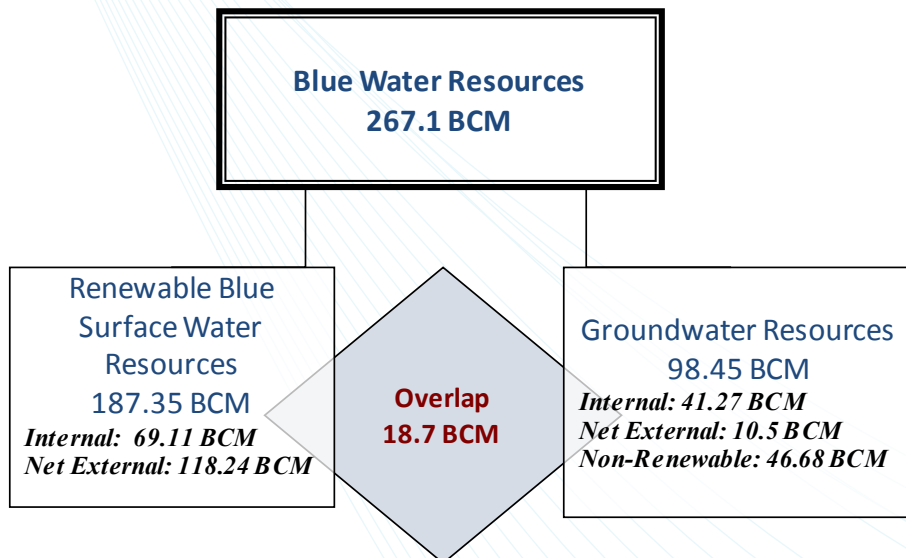 Blue Water Resources
267.1 BCM
Renewable Blue
Surface Water
Resources
187.35 BCM
Internal: 69.11 BCM
Net External: 118.24 BCM
Overlap
18.7 BCM
Groundwater Resources
98.45 BCM
Internal: 41.27 BCM
Net External: 10.5 BCM
Non-Renewable: 46.68 BCM